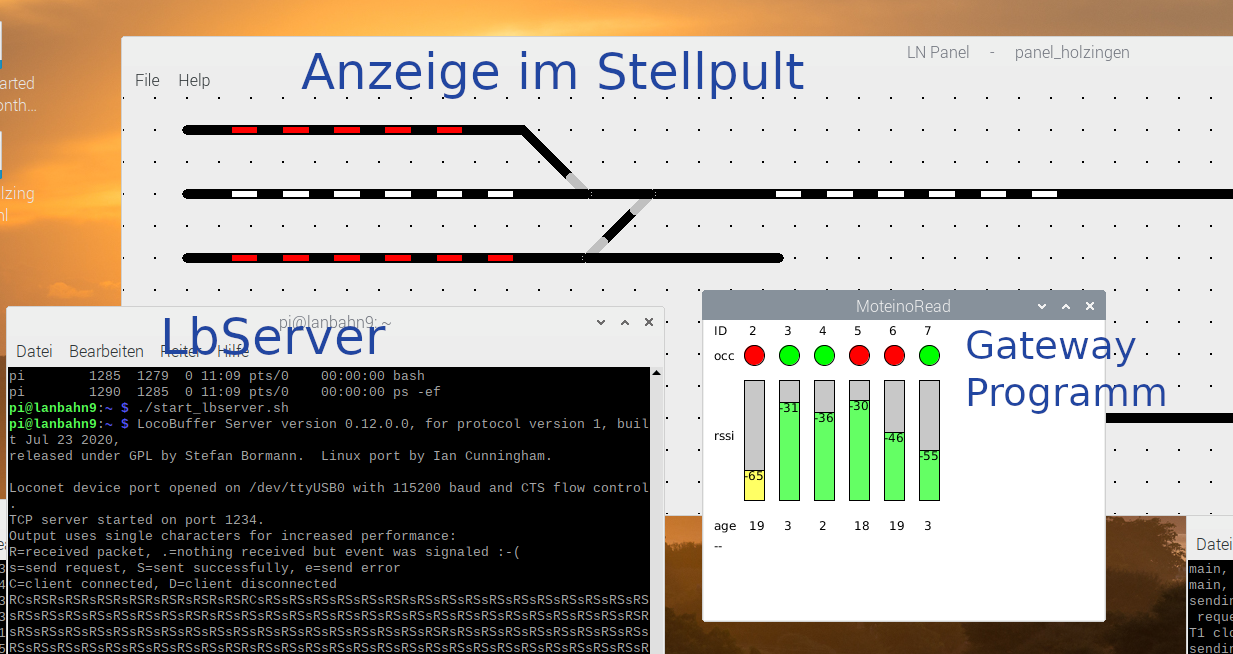 LN Panel - panel_holzingen
Anzeige im Stellpult
File Help
arted
onth...
lzing
ml
pi@lanbahn9: ~
LbServer
Datei Bearbeiten Reiter Hilfe
pi 1285 1279 0 11:09 pts/0 00:00:00 bash
pi 1290 1285 0 11:09 pts/0 00:00:00 ps -ef
pi@lanbahn9:~ $ ./start_lbserver.sh
pi@lanbahn9:~ $ LocoBuffer Server version 0.12.0.0, for protocol version 1, buil
t Jul 23 2020,
released under GPL by Stefan Bormann. Linux port by Ian Cunningham.
Loconet device port opened on /dev/ttyUSB0 with 115200 baud and CTS flow control
.
TCP server started on port 1234.
Output uses single characters for increased performance:
R=received packet, .=nothing received but event was signaled :-(
s=send request, S=sent successfully, e=send error
C=client connected, D=client disconnected
RCsRSRsRSRsRSRsRSRsRSRsRSRsRSRCsRSsRSsRSsRSsRSRsRSsRSsRSsRSsRSsRSsRSsRSsRSsRSsRS
MoteinoRead
ID 2 3 4 5 6 7
occ
rssi
-65 -31 -36 -30 -46 -55
age 19 3 2 18 19 3
--
Gateway
Programm
Datei
main,
main,
sending
reque
T1 clo
sendin